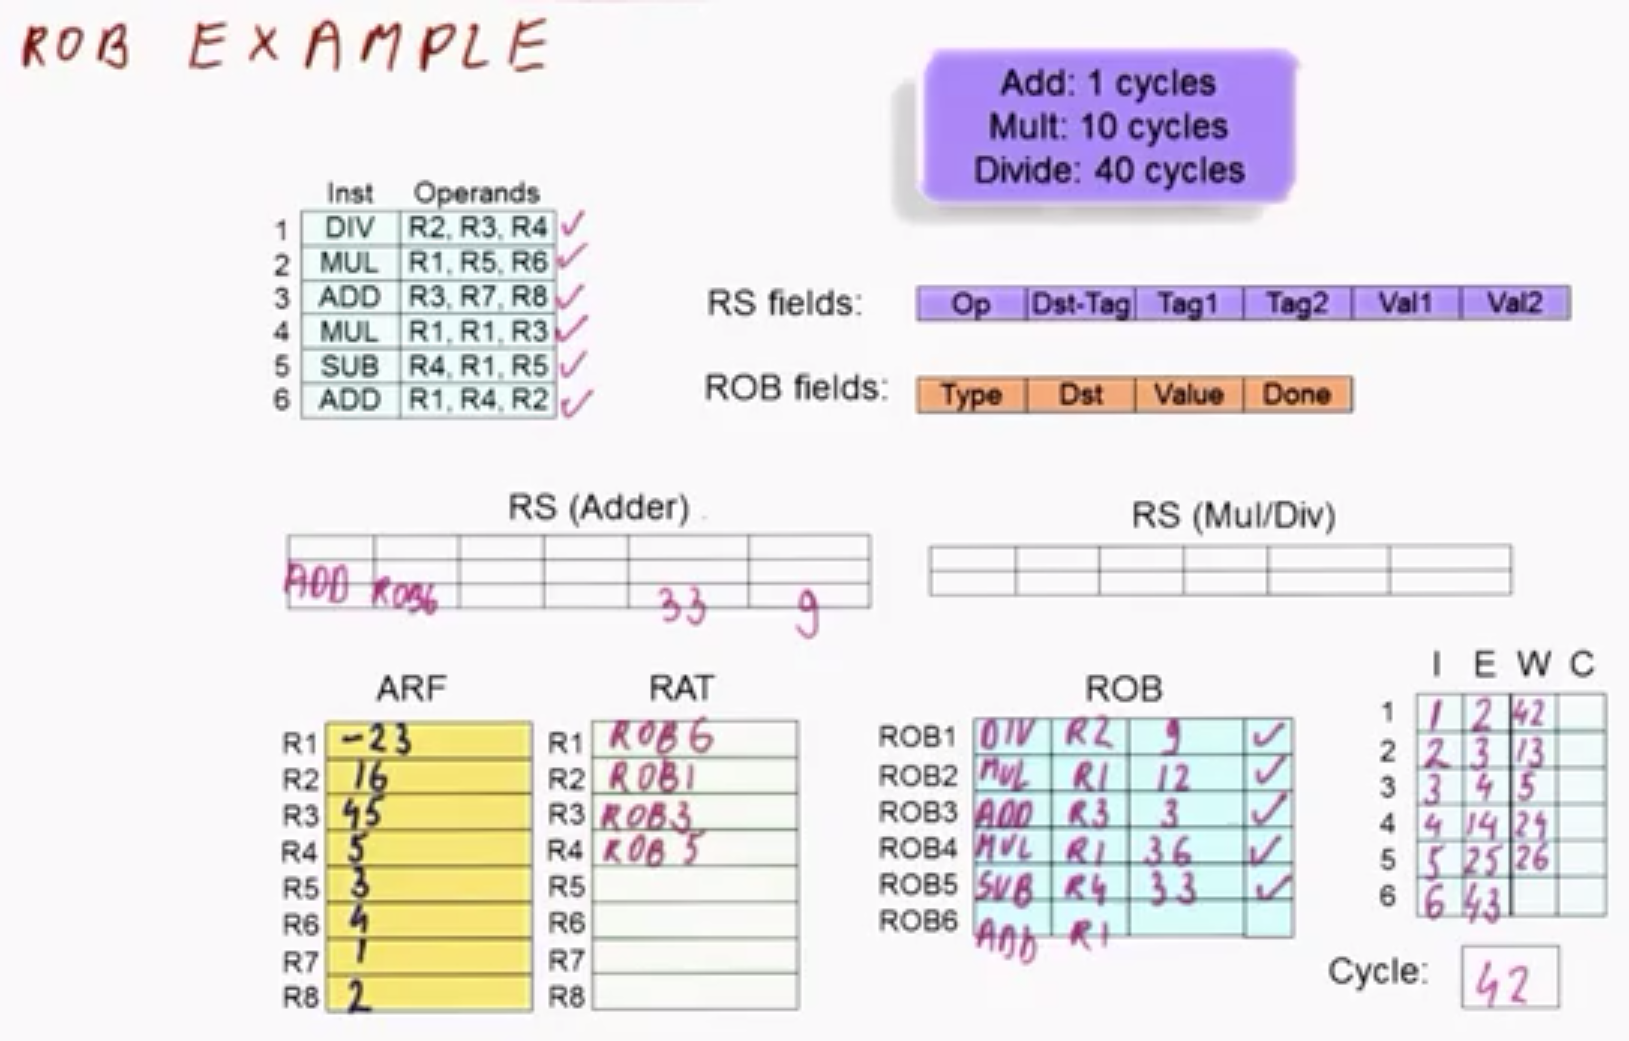 ROB EXAMPLE
Add: 1 cycles
Mult: 10 cycles
Divide: 40 cycles
Inst Operands
1 DIV R2, R3, R4 ✓
2 MUL R1, R5, R6 ✓
3 ADD R3, R7, R8 ✓
4 MUL R1, R1, R3 ✓
5 SUB R4, R1, R5 ✓
6 ADD R1, R4, R2 ✓
RS fields: Op Dst-Tag Tag1 Tag2 Val1 Val2
ROB fields: Type Dst Value Done
RS (Adder)
ADD ROB6 33 9
RS (Mul/Div)
ARF
R1 -23
R2 16
R3 45
R4 5
R5 3
R6 4
R7 1
R8 2
RAT
R1 ROB6
R2 ROB1
R3 ROB3
R4 ROB5
R5
R6
R7
R8
ROB
ROB1 DIV R2 9 ✓
ROB2 MUL R1 12 ✓
ROB3 ADD R3 3 ✓
ROB4 MUL R1 36 ✓
ROB5 SUB R4 33 ✓
ROB6 ADD R1
I E W C
1 1 2 42
2 2 3 13
3 3 4 5
4 4 14 24
5 5 25 26
6 6 43
Cycle: 42